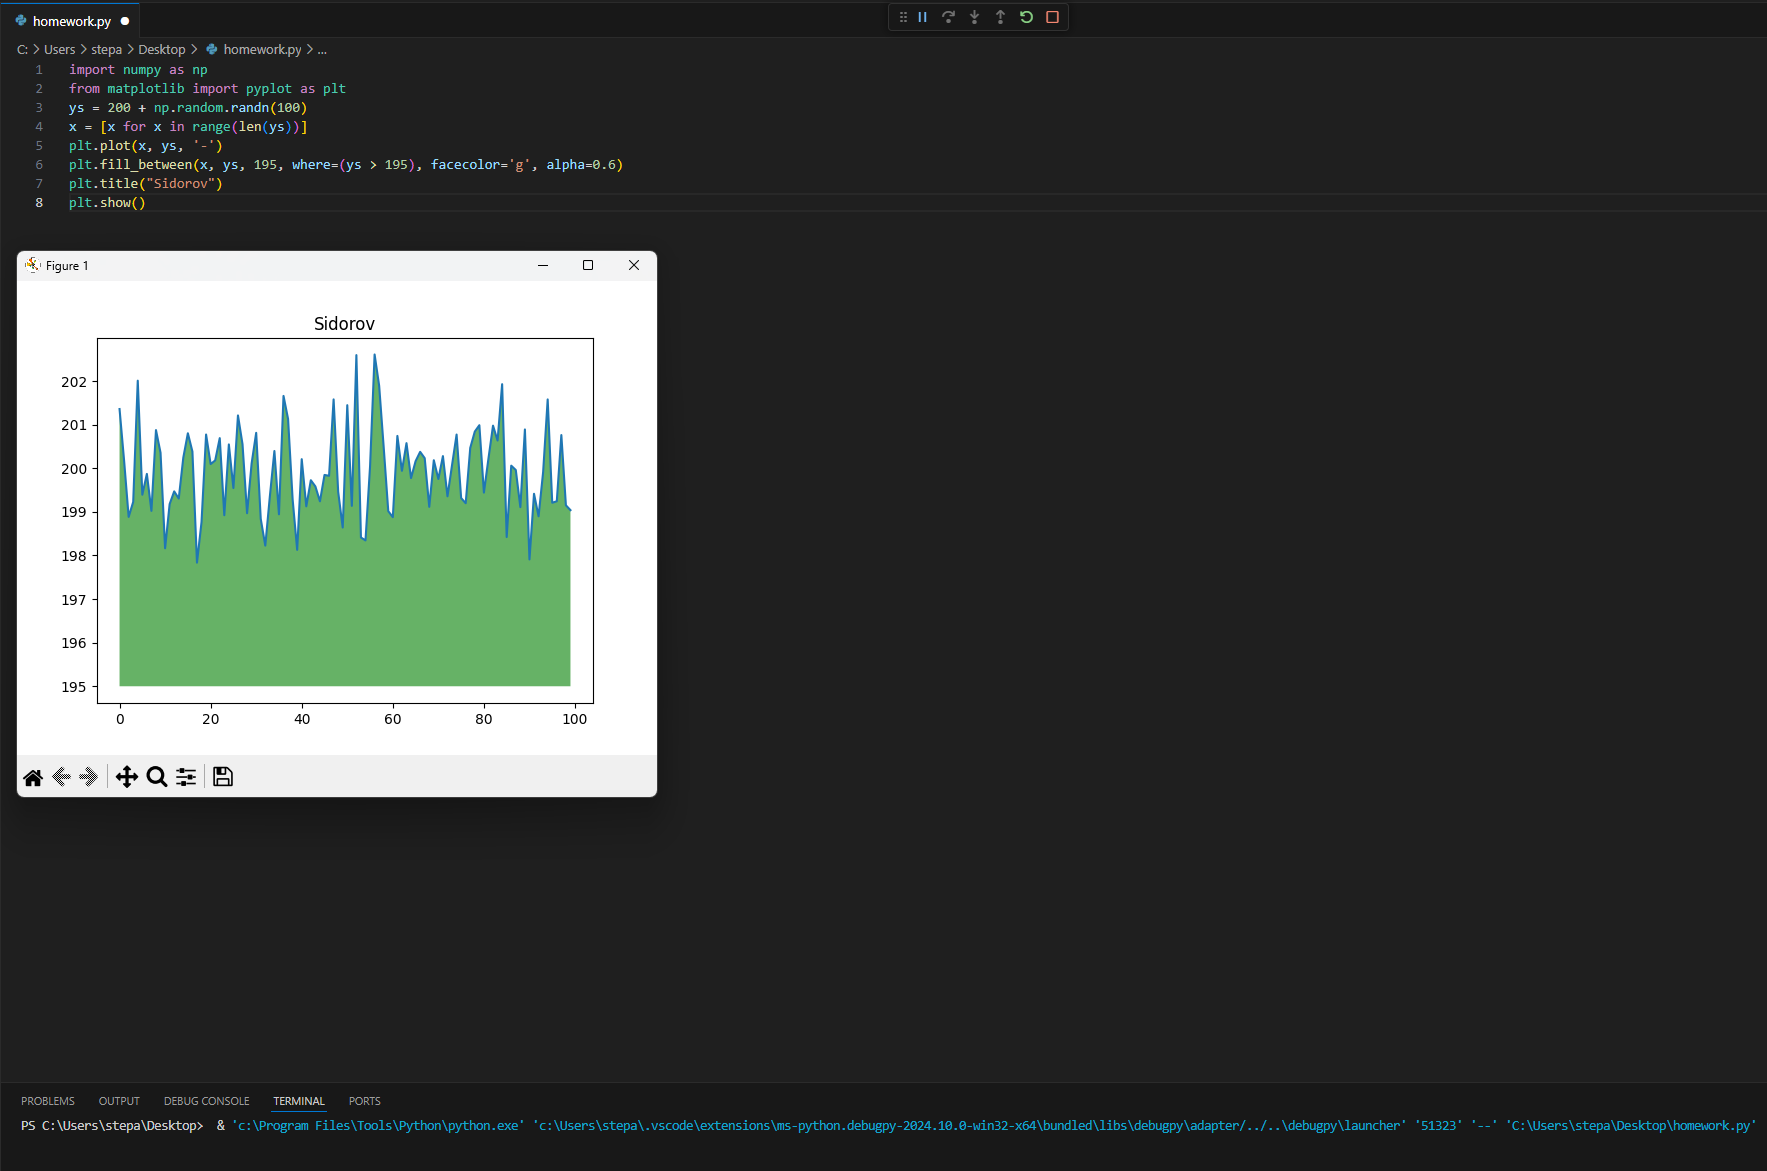 homework.py
C: > Users > stepa > Desktop > homework.py > ...
1 import numpy as np
2 from matplotlib import pyplot as plt
3 ys = 200 + np.random.randn(100)
4 x = [x for x in range(len(ys))]
5 plt.plot(x, ys, '-')
6 plt.fill_between(x, ys, 195, where=(ys > 195), facecolor='g', alpha=0.6)
7 plt.title("Sidorov")
8 plt.show()
Figure 1
Sidorov
202
201
200
199
198
197
196
195
0 20 40 60 80 100
PROBLEMS OUTPUT DEBUG CONSOLE TERMINAL PORTS
PS C:\Users\stepa\Desktop> & 'c:\Program Files\Tools\Python\python.exe' 'c:\Users\stepa\.vscode\extensions\ms-python.debugpy-2024.10.0-win32-x64\bundled\libs\debugpy\adapter/../..\debugpy\launcher' '51323' '--' 'C:\Users\stepa\Desktop\homework.py'